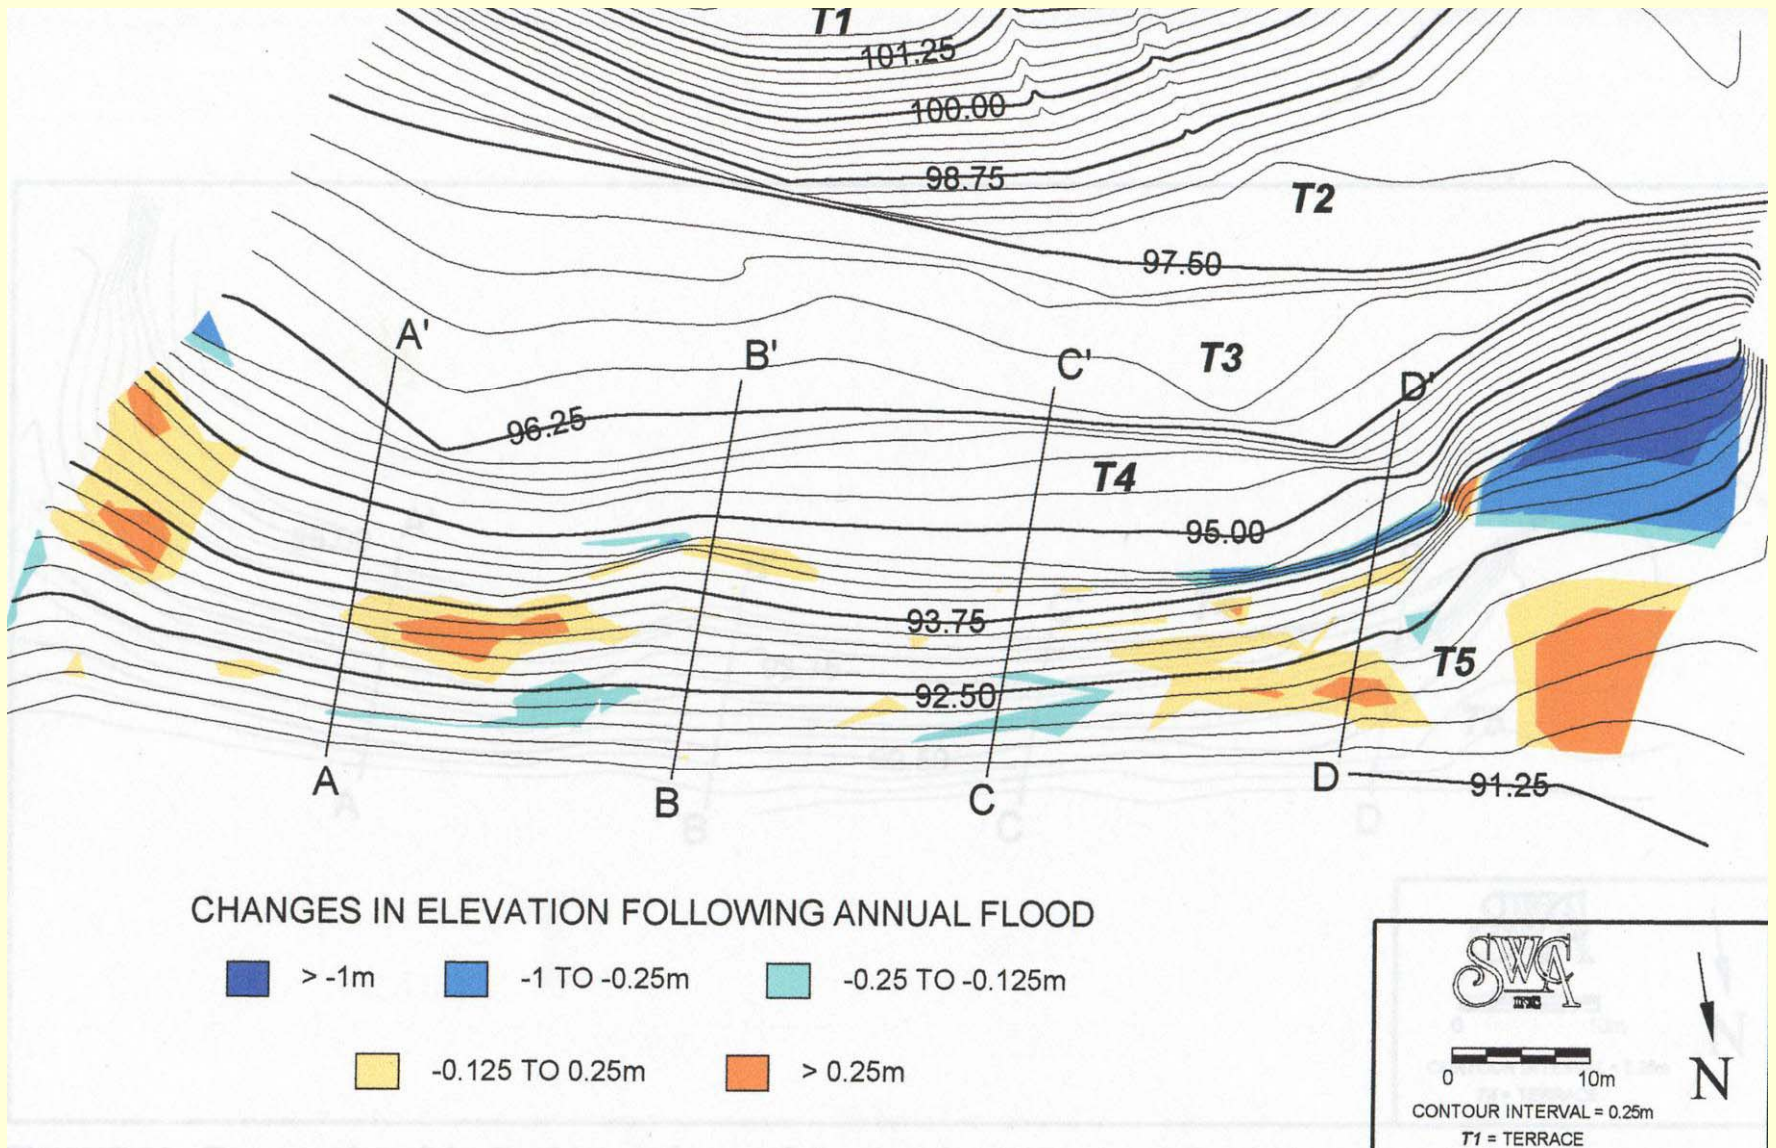 T1
101.25
100.00
98.75
T2
97.50
A'
B'
C'
T3
D'
96.25
T4
95.00
93.75
T5
92.50
A
B
C
D
91.25
CHANGES IN ELEVATION FOLLOWING ANNUAL FLOOD
> -1m
-1 TO -0.25m
-0.25 TO -0.125m
-0.125 TO 0.25m
> 0.25m
SWCA
INC
0 10m
N
CONTOUR INTERVAL = 0.25m
T1 = TERRACE